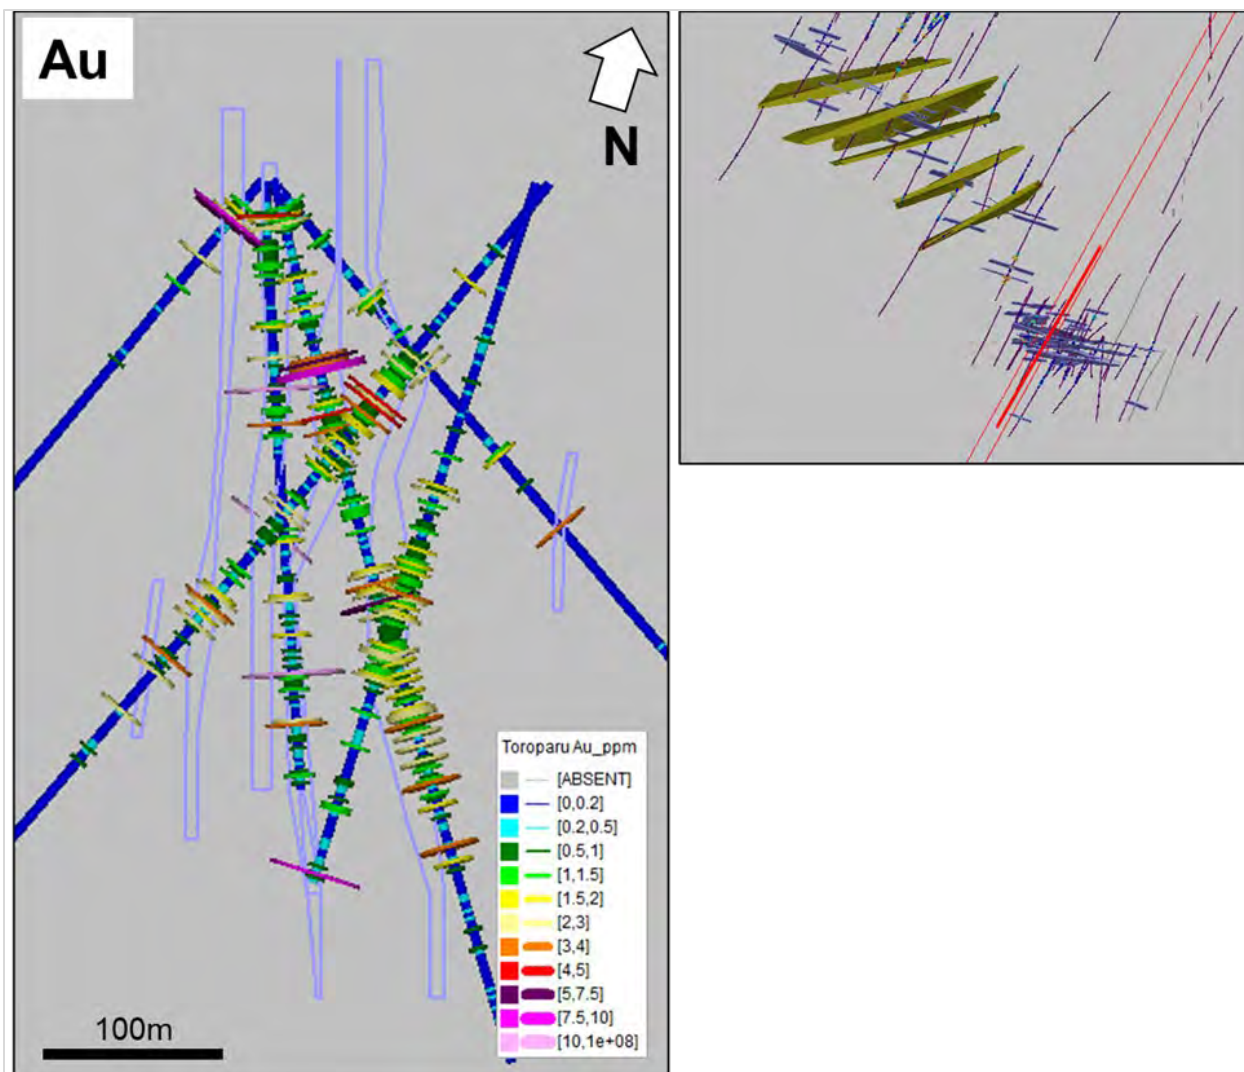 Au
N
Toroparu Au_ppm
[ABSENT]
[0,0.2]
[0.2,0.5]
[0.5,1]
[1,1.5]
[1.5,2]
[2,3]
[3,4]
[4,5]
[5,7.5]
[7.5,10]
[10,1e+08]
100m